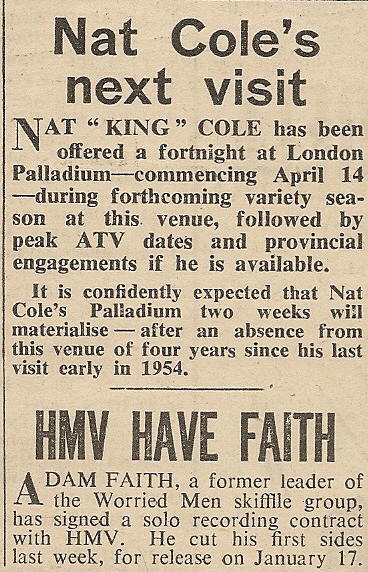 Nat Cole's
next visit
NAT "KING" COLE has been
offered a fortnight at London
Palladium—commencing April 14
—during forthcoming variety sea-
son at this venue, followed by
peak ATV dates and provincial
engagements if he is available.
It is confidently expected that Nat
Cole's Palladium two weeks will
materialise — after an absence from
this venue of four years since his last
visit early in 1954.
HMV HAVE FAITH
ADAM FAITH, a former leader of
the Worried Men skiffile group,
has signed a solo recording contract
with HMV. He cut his first sides
last week, for release on January 17.